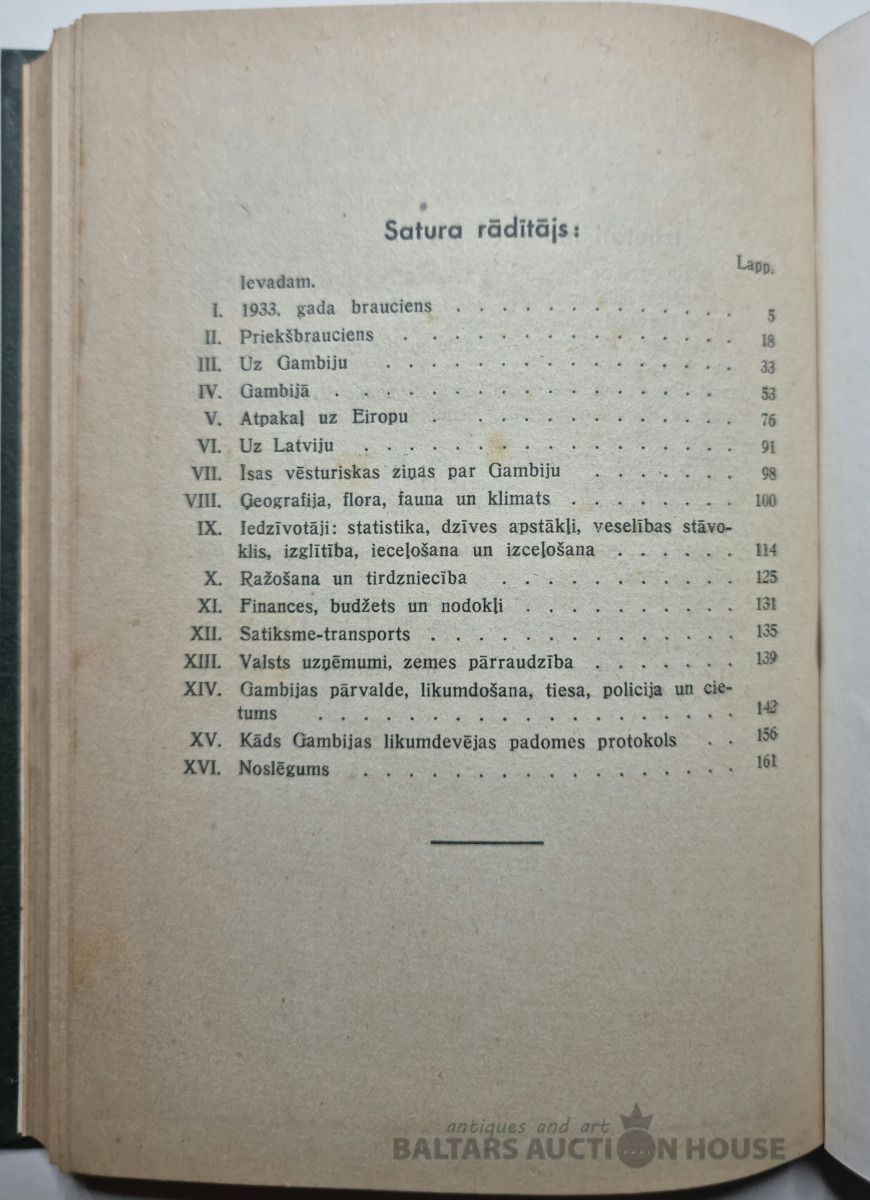 Satura rādītājs:
Lapp.
Ievadam.
I. 1933. gada brauciens . . . . . . . . . . . . 5
II. Priekšbrauciens . . . . . . . . . . . . . . 18
III. Uz Gambiju . . . . . . . . . . . . . . . 33
IV. Gambijā . . . . . . . . . . . . . . . . 53
V. Atpakaļ uz Eiropu . . . . . . . . . . . . 76
VI. Uz Latviju . . . . . . . . . . . . . . . . 91
VII. Isas vēsturiskas ziņas par Gambiju . . . . . . 98
VIII. Ģeografija, flora, fauna un klimats . . . . . . . 100
IX. Iedzīvotāji: statistika, dzīves apstākļi, veselības stāvo-
klis, izglītība, ieceļošana un izceļošana . . . . . 114
X. Ražošana un tirdzniecība . . . . . . . . . . . 125
XI. Finances, budžets un nodokļi . . . . . . . . . . 131
XII. Satiksme-transports . . . . . . . . . . . . . . 135
XIII. Valsts uzņēmumi, zemes pārraudzība . . . . . . 139
XIV. Gambijas pārvalde, likumdošana, tiesa, policija un cie-
tums . . . . . . . . . . . . . . . . . . . 142
XV. Kāds Gambijas likumdevējas padomes protokols . . 156
XVI. Noslēgums . . . . . . . . . . . . . . . . . 161
antiques and art
BALTARS AUCTION HOUSE